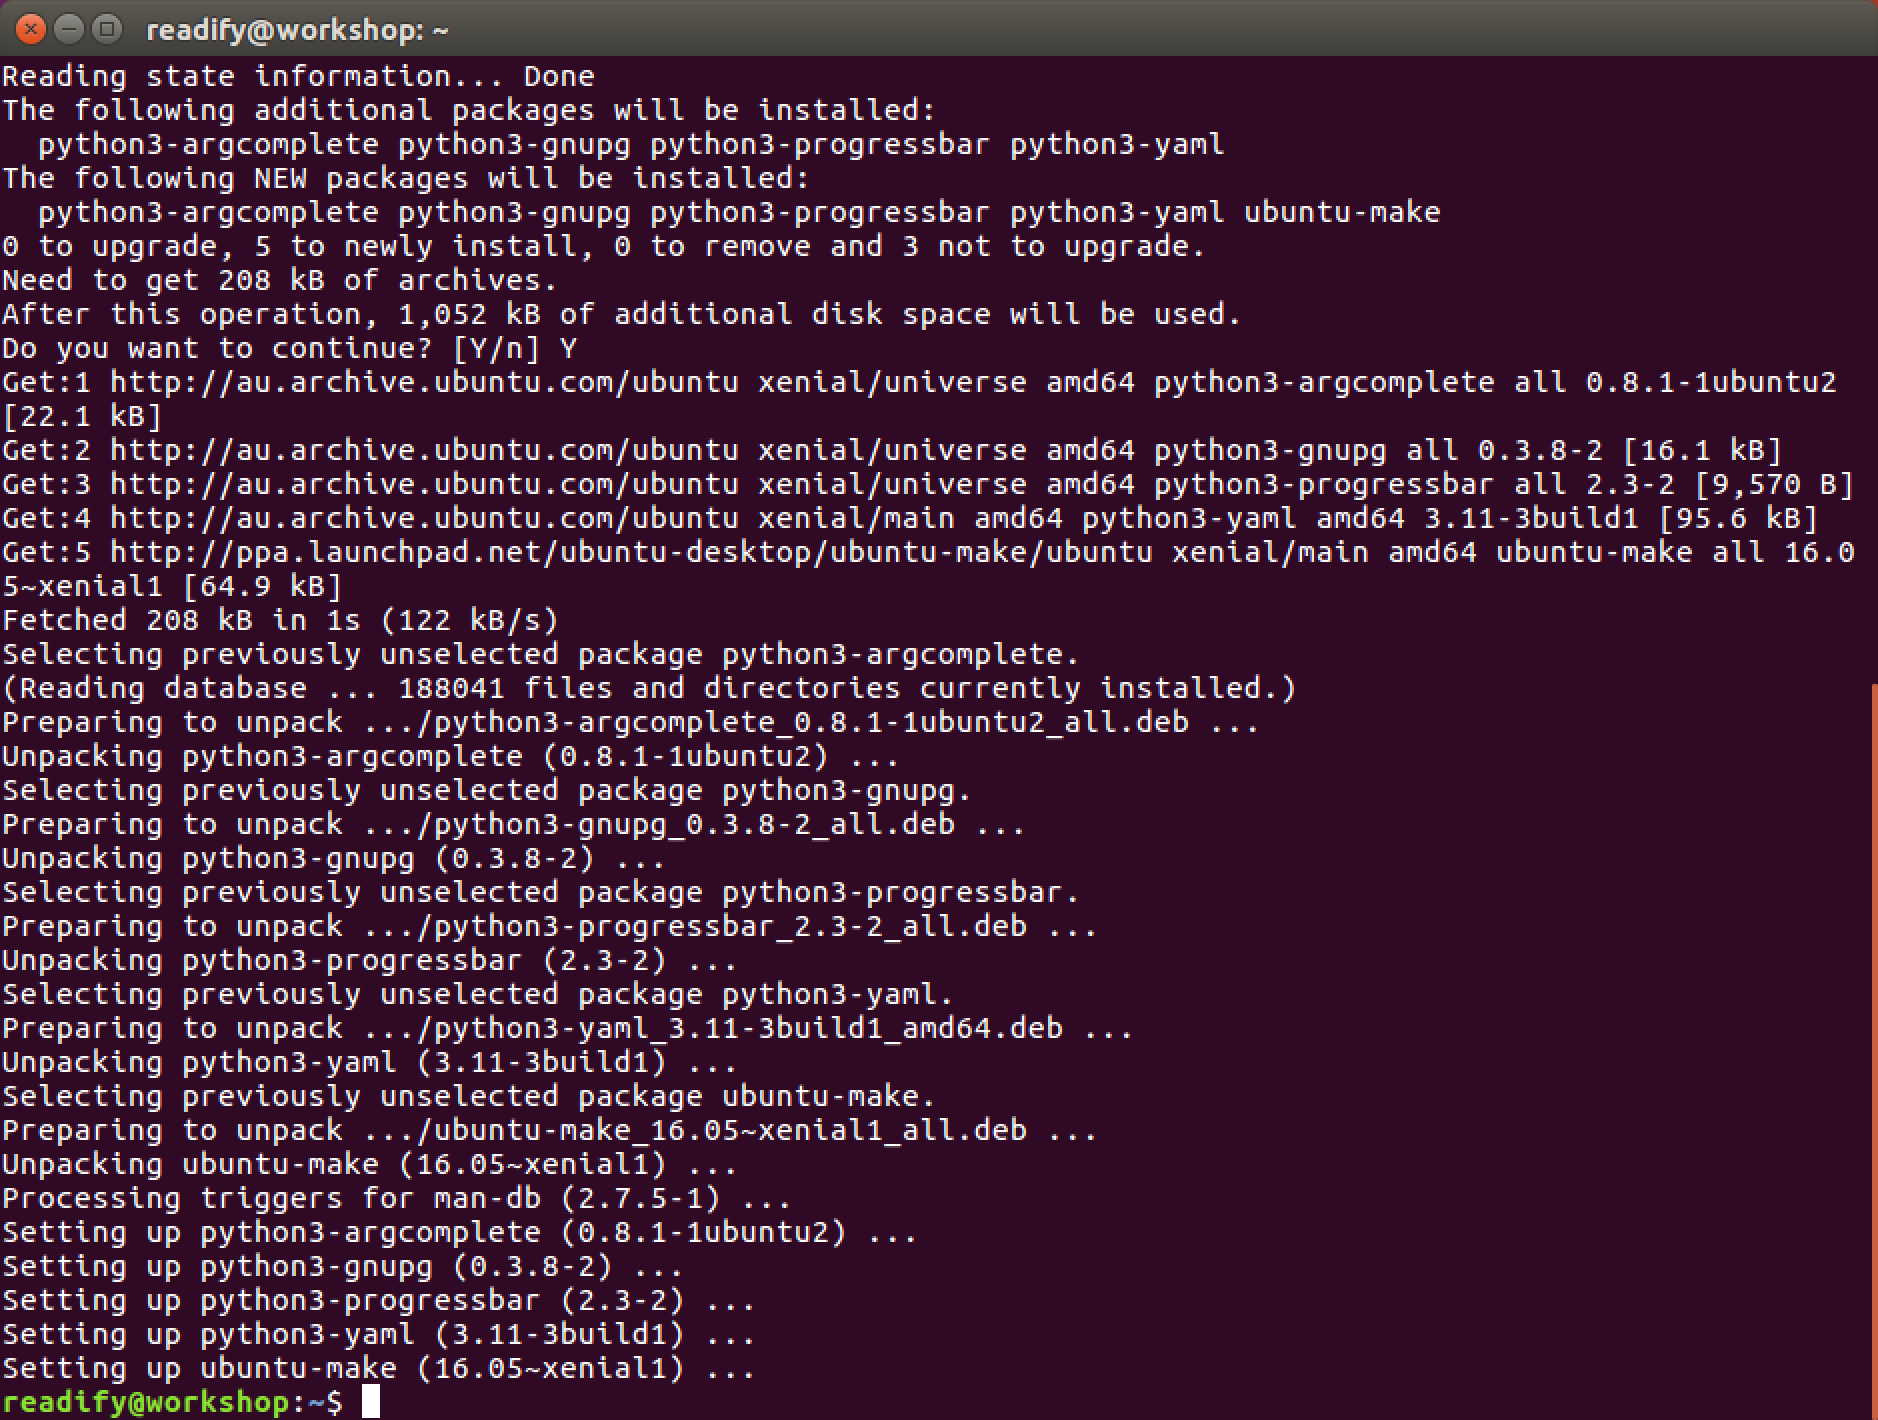 readify@workshop: ~
Reading state information... Done
The following additional packages will be installed:
  python3-argcomplete python3-gnupg python3-progressbar python3-yaml
The following NEW packages will be installed:
  python3-argcomplete python3-gnupg python3-progressbar python3-yaml ubuntu-make
0 to upgrade, 5 to newly install, 0 to remove and 3 not to upgrade.
Need to get 208 kB of archives.
After this operation, 1,052 kB of additional disk space will be used.
Do you want to continue? [Y/n] Y
Get:1 http://au.archive.ubuntu.com/ubuntu xenial/universe amd64 python3-argcomplete all 0.8.1-1ubuntu2
[22.1 kB]
Get:2 http://au.archive.ubuntu.com/ubuntu xenial/universe amd64 python3-gnupg all 0.3.8-2 [16.1 kB]
Get:3 http://au.archive.ubuntu.com/ubuntu xenial/universe amd64 python3-progressbar all 2.3-2 [9,570 B]
Get:4 http://au.archive.ubuntu.com/ubuntu xenial/main amd64 python3-yaml amd64 3.11-3build1 [95.6 kB]
Get:5 http://ppa.launchpad.net/ubuntu-desktop/ubuntu-make/ubuntu xenial/main amd64 ubuntu-make all 16.0
5~xenial1 [64.9 kB]
Fetched 208 kB in 1s (122 kB/s)
Selecting previously unselected package python3-argcomplete.
(Reading database ... 188041 files and directories currently installed.)
Preparing to unpack .../python3-argcomplete_0.8.1-1ubuntu2_all.deb ...
Unpacking python3-argcomplete (0.8.1-1ubuntu2) ...
Selecting previously unselected package python3-gnupg.
Preparing to unpack .../python3-gnupg_0.3.8-2_all.deb ...
Unpacking python3-gnupg (0.3.8-2) ...
Selecting previously unselected package python3-progressbar.
Preparing to unpack .../python3-progressbar_2.3-2_all.deb ...
Unpacking python3-progressbar (2.3-2) ...
Selecting previously unselected package python3-yaml.
Preparing to unpack .../python3-yaml_3.11-3build1_amd64.deb ...
Unpacking python3-yaml (3.11-3build1) ...
Selecting previously unselected package ubuntu-make.
Preparing to unpack .../ubuntu-make_16.05~xenial1_all.deb ...
Unpacking ubuntu-make (16.05~xenial1) ...
Processing triggers for man-db (2.7.5-1) ...
Setting up python3-argcomplete (0.8.1-1ubuntu2) ...
Setting up python3-gnupg (0.3.8-2) ...
Setting up python3-progressbar (2.3-2) ...
Setting up python3-yaml (3.11-3build1) ...
Setting up ubuntu-make (16.05~xenial1) ...
readify@workshop:~$